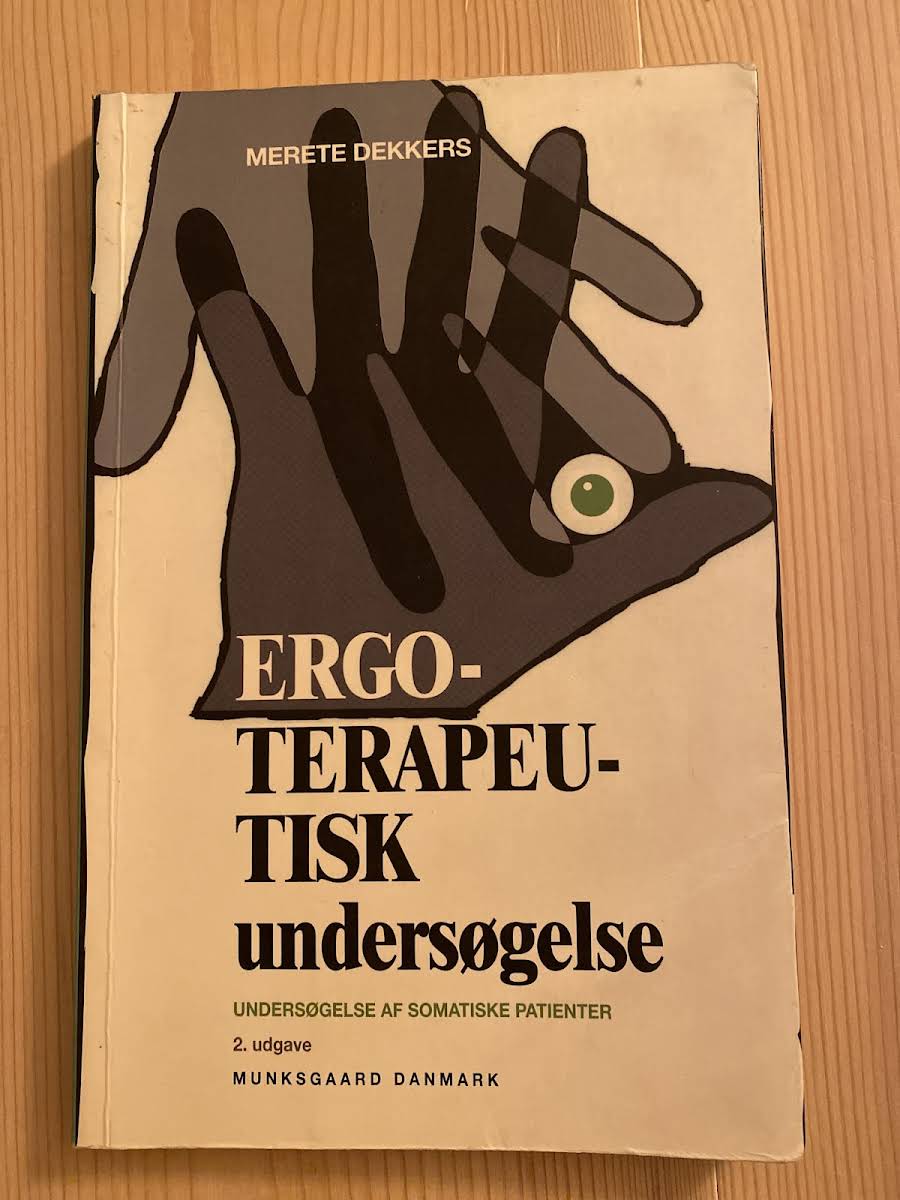 MERETE DEKKERS
ERGO-
TERAPEU-
TISK
undersøgelse
UNDERSØGELSE AF SOMATISKE PATIENTER
2. udgave
MUNKSGAARD DANMARK